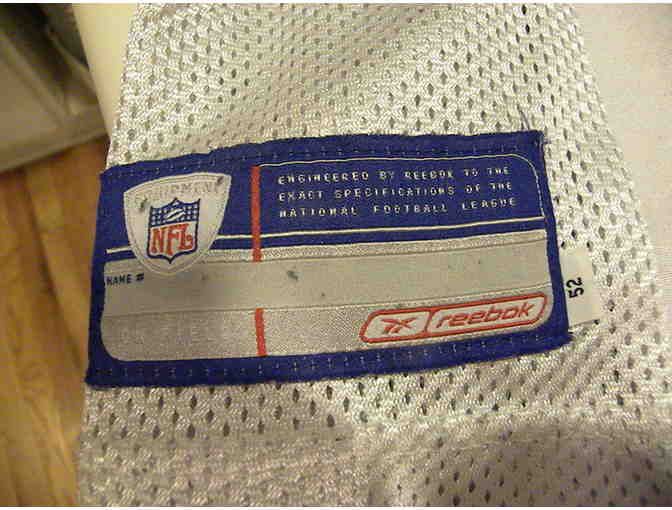 EQUIPMENT
NFL
ENGINEERED BY REEBOK TO THE
EXACT SPECIFICATIONS OF THE
NATIONAL FOOTBALL LEAGUE
NAME #
Reebok
52